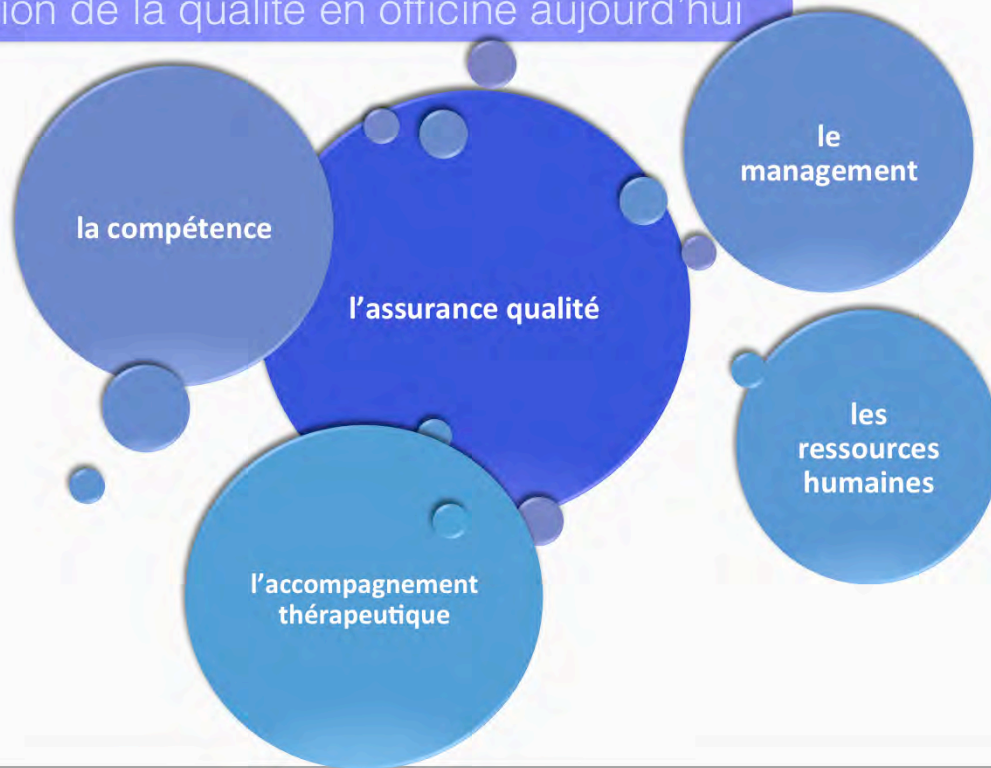 ion de la qualité en officine aujourd'hui
la compétence
l'assurance qualité
le
management
les
ressources
humaines
l'accompagnement
thérapeutique